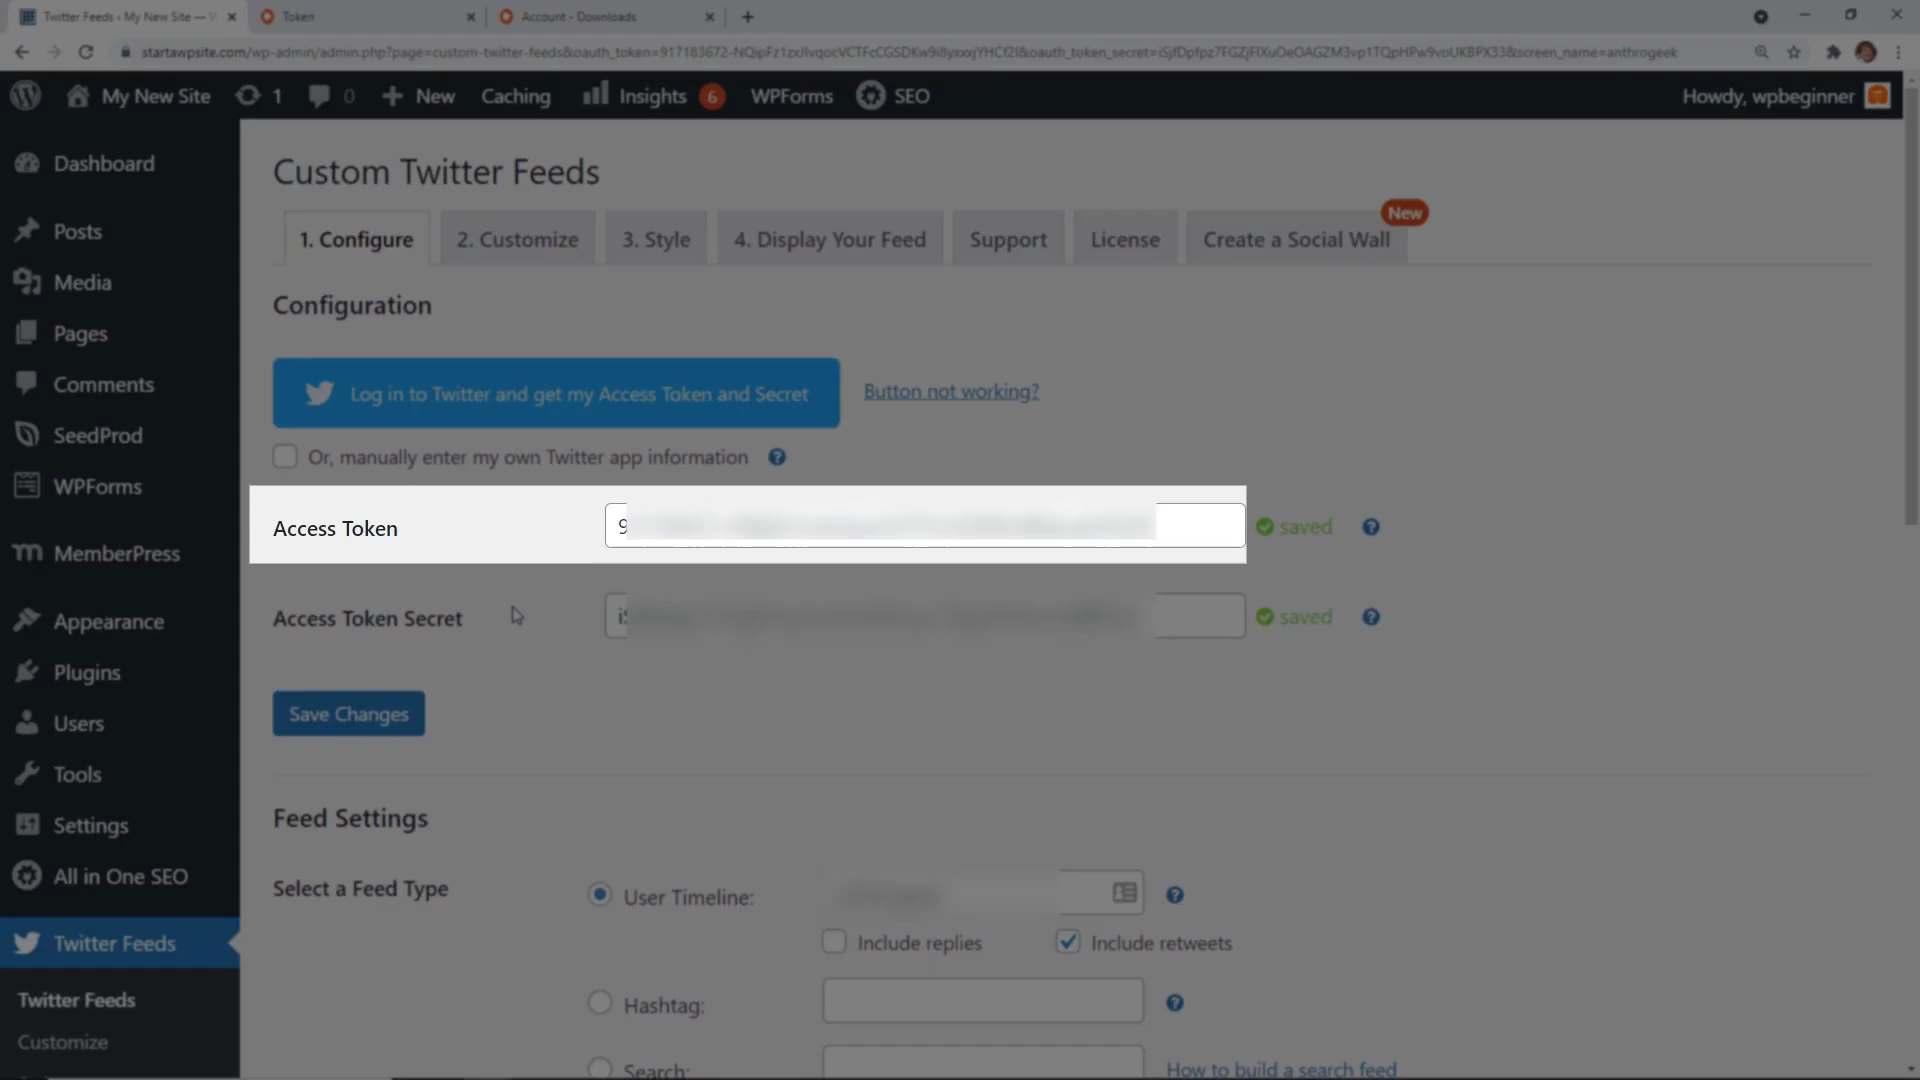 Twitter Feeds ‹ My New Site —
Token
Account - Downloads
startawpsite.com/wp-admin/admin.php?page=custom-twitter-feeds&oauth_token=
My New Site
1
0
New
Caching
Insights
6
WPForms
SEO
Howdy, wpbeginner
Dashboard
Posts
Media
Pages
Comments
SeedProd
WPForms
MemberPress
Appearance
Plugins
Users
Tools
Settings
All in One SEO
Twitter Feeds
Twitter Feeds
Customize
Custom Twitter Feeds
1. Configure
2. Customize
3. Style
4. Display Your Feed
Support
License
Create a Social Wall
New
Configuration
Log in to Twitter and get my Access Token and Secret
Button not working?
Or, manually enter my own Twitter app information
Access Token
9
saved
Access Token Secret
saved
Save Changes
Feed Settings
Select a Feed Type
User Timeline:
Include replies
Include retweets
Hashtag:
Search:
How to build a search feed